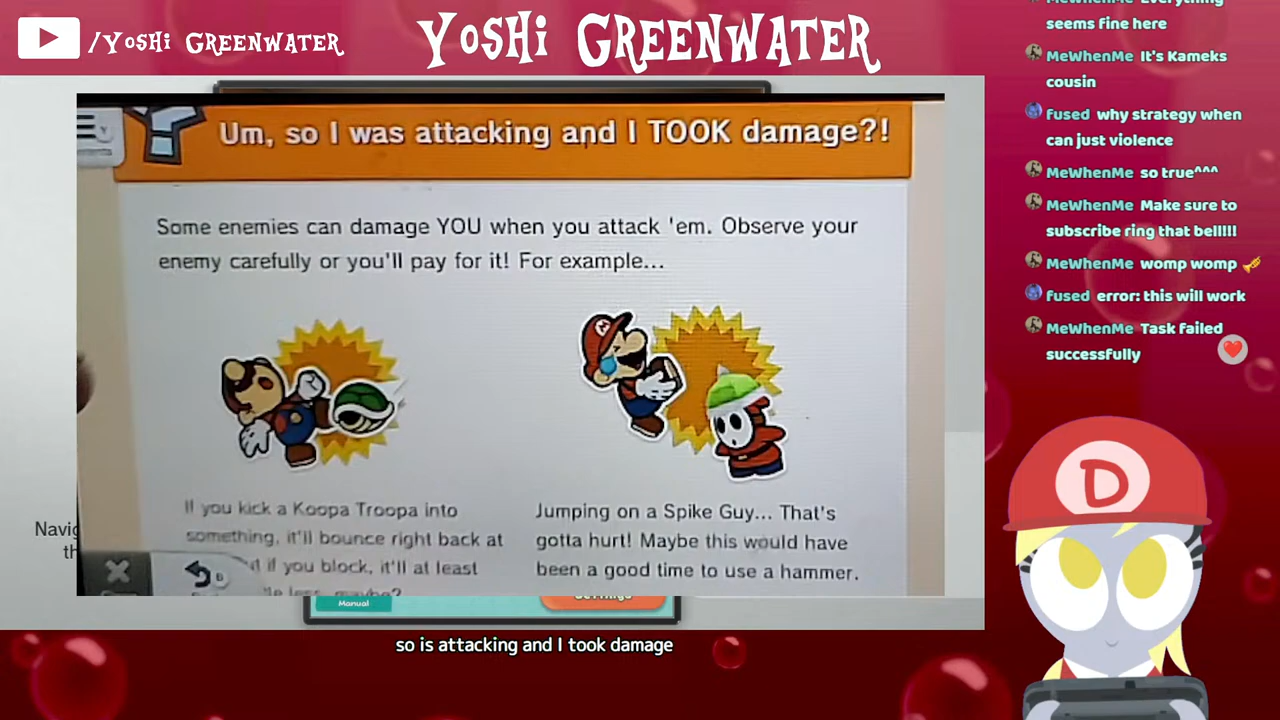 /Yoshi Greenwater
Yoshi Greenwater
Um, so I was attacking and I TOOK damage?!
Some enemies can damage YOU when you attack 'em. Observe your
enemy carefully or you'll pay for it! For example...
If you kick a Koopa Troopa into
something, it'll bounce right back at
if you block, it'll at least
less, maybe?
Jumping on a Spike Guy... That's
gotta hurt! Maybe this would have
been a good time to use a hammer.
Y
M
B
Manual
so is attacking and I took damage
MeWhenMe Everything
seems fine here
MeWhenMe It's Kameks
cousin
fused why strategy when
can just violence
MeWhenMe so true^^^
MeWhenMe Make sure to
subscribe ring that bell!!!!
MeWhenMe womp womp 🎺
fused error: this will work
MeWhenMe Task failed
successfully
D